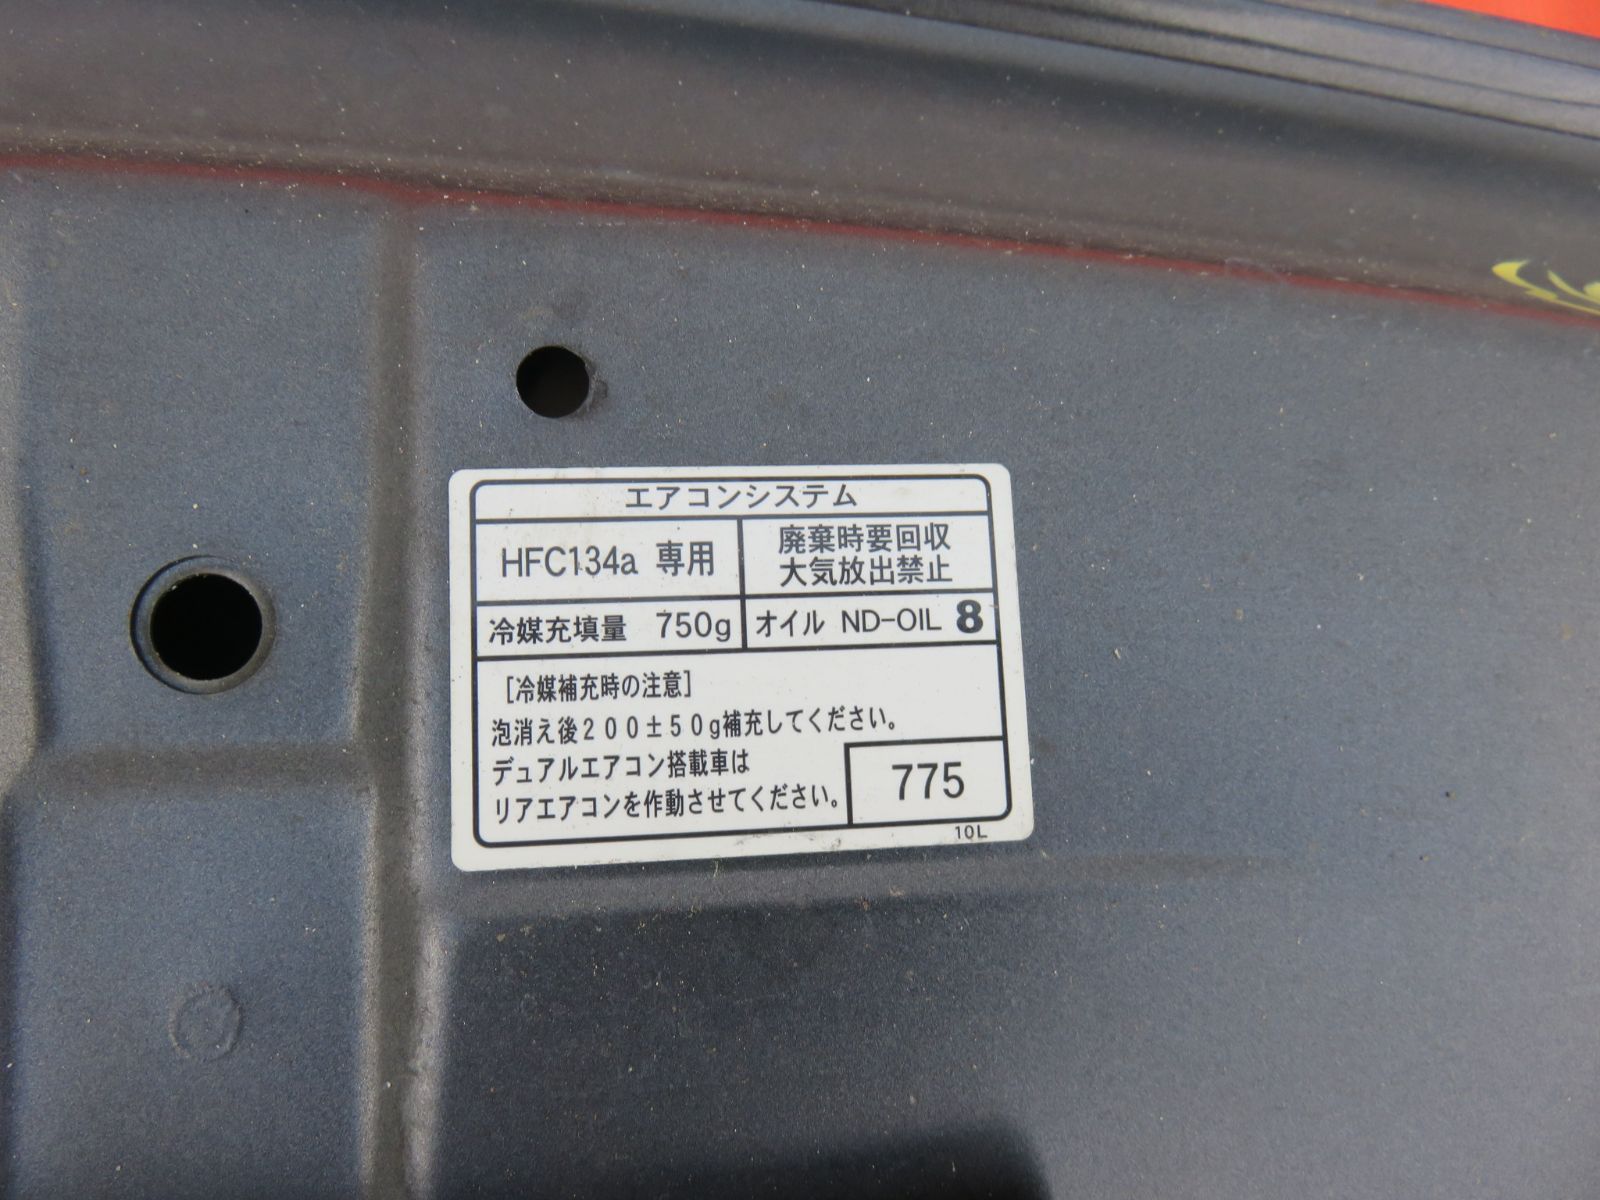 エアコンシステム
HFC134a 専用
廃棄時要回収
大気放出禁止
冷媒充填量 750g
オイル ND-OIL 8
[冷媒補充時の注意]
泡消え後200±50g補充してください。
デュアルエアコン搭載車は
リアエアコンを作動させてください。
775
10L